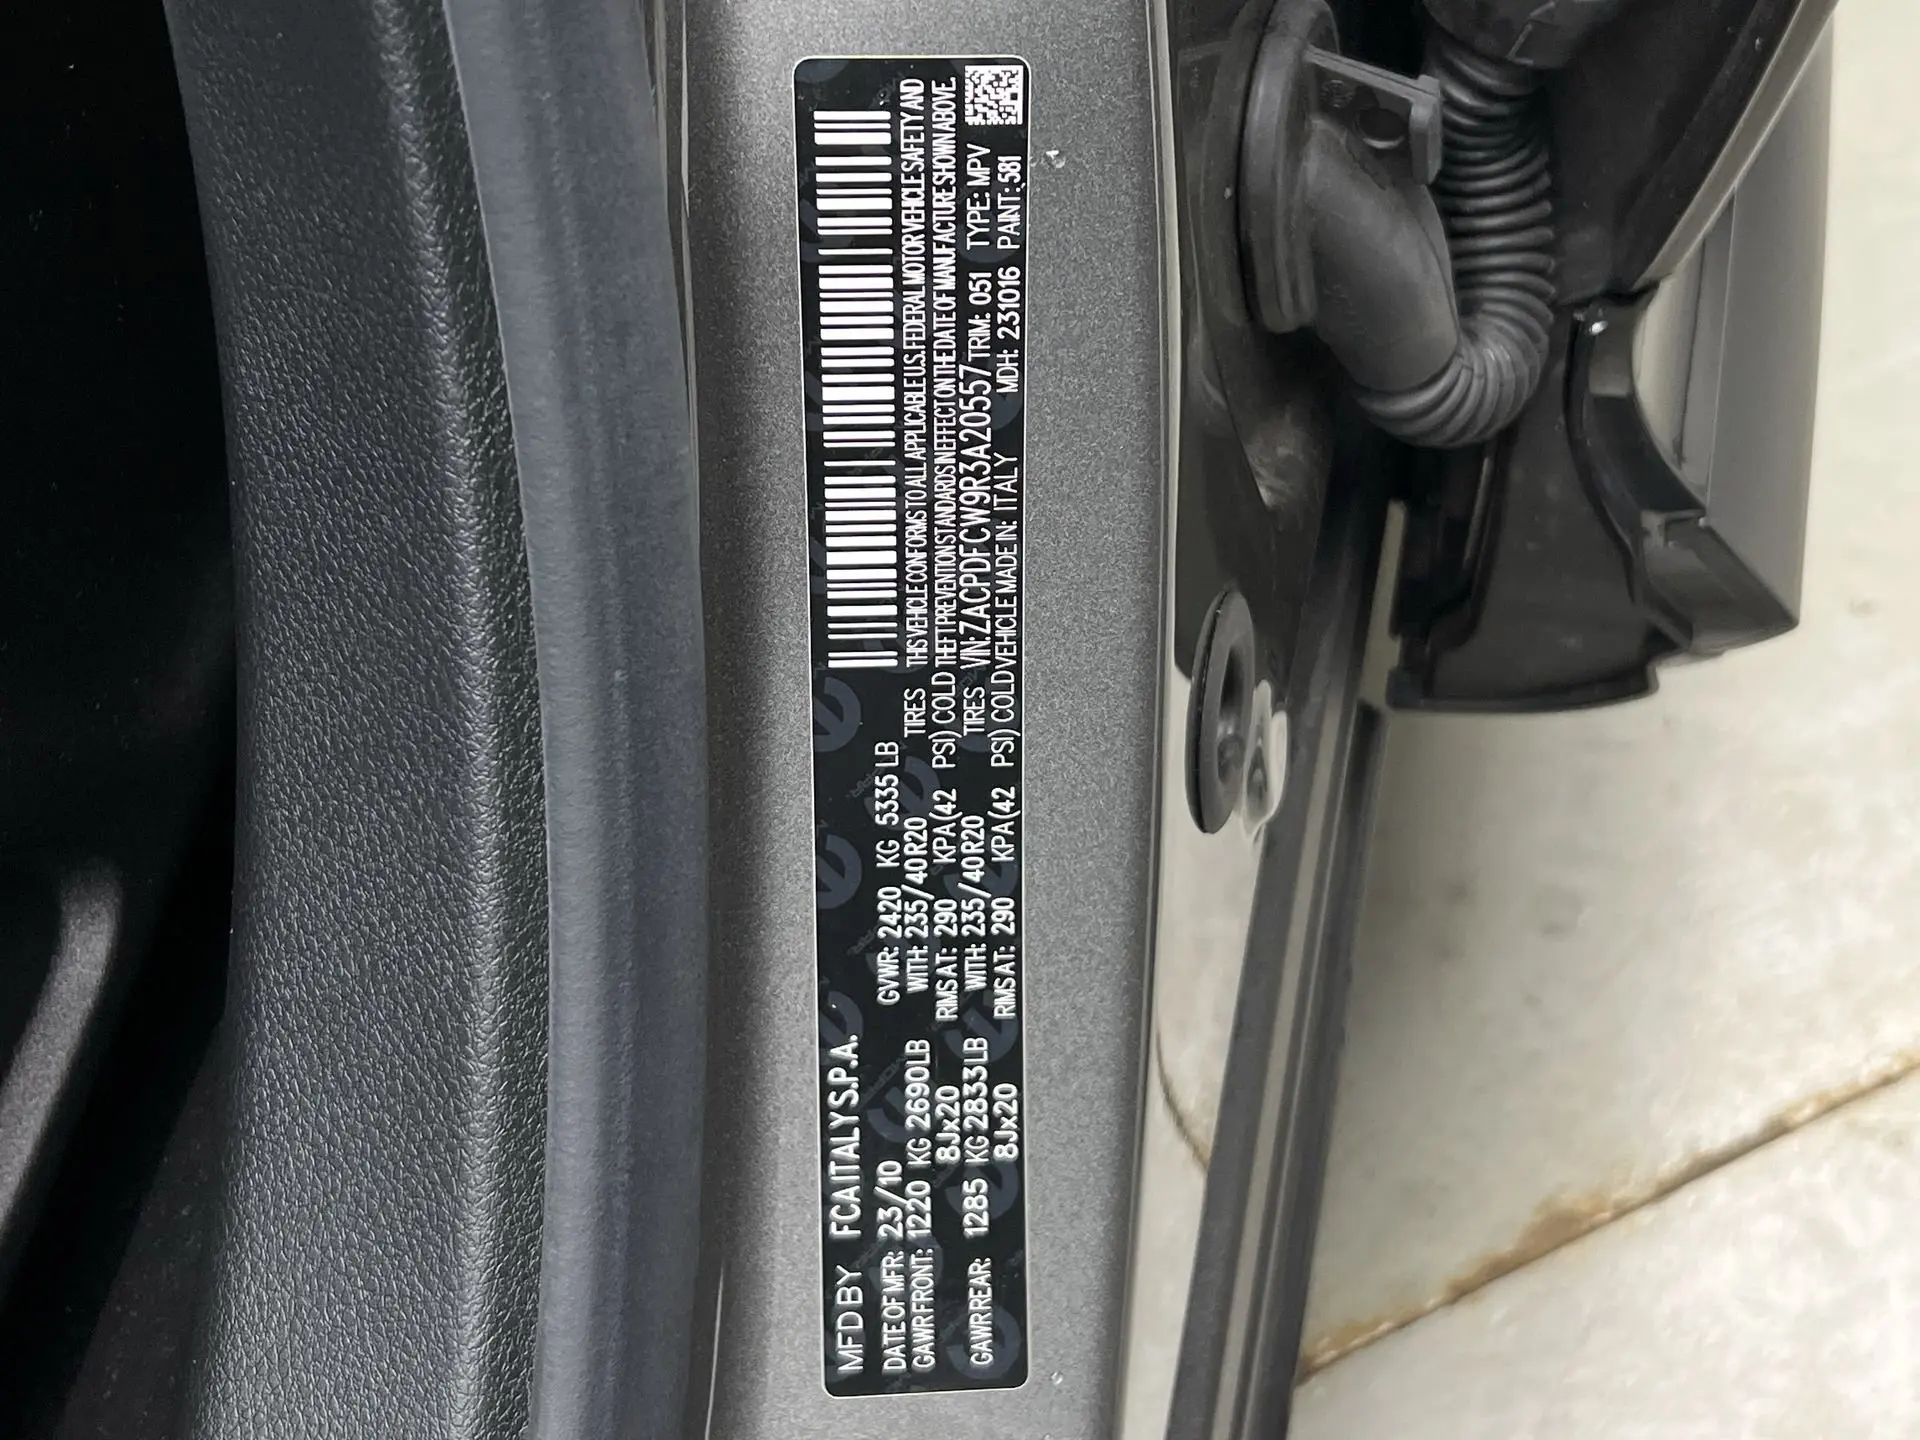 MFD BY FCA ITALY S.P.A.
DATE OF MFR: 23/10 GVWR: 2420 KG 5335 LB
GAWR FRONT: 1220 KG 2690LB WITH: 235/40R20 TIRES THIS VEHICLE CONFORMS TO ALL APPLICABLE U.S. FEDERAL MOTOR VEHICLE SAFETY AND
8Jx20 RIMS AT: 290 KPA(42 PSI) COLD THEFT PREVENTION STANDARDS IN EFFECT ON THE DATE OF MANUFACTURE SHOWN ABOVE.
GAWR REAR: 1285 KG 2833LB WITH: 235/40R20 TIRES VIN:ZACPDFCW9R3A20557 TRIM: 051 TYPE: MPV
8Jx20 RIMS AT: 290 KPA(42 PSI) COLD VEHICLE MADE IN: ITALY MDH: 231016 PAINT: 581